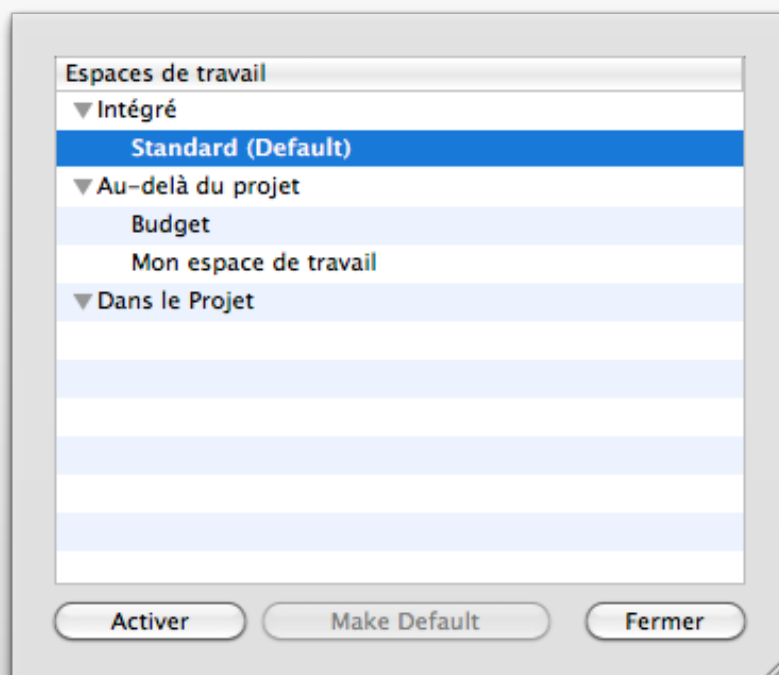 Espaces de travail
Intégré
Standard (Default)
Au-delà du projet
Budget
Mon espace de travail
Dans le Projet
Activer Make Default Fermer